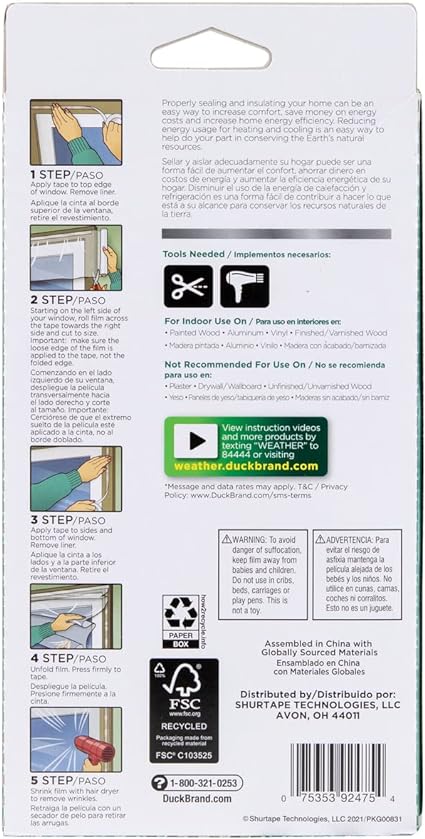 1 STEP/PASO
Apply tape to top edge
of window. Remove liner.
Aplique la cinta al borde
superior de la ventana,
retire el revestimiento.
2 STEP/PASO
Starting on the left side of
your window, roll film across
the tape towards the right
side and cut to size.
Important: make sure the
loose edge of the film is
applied to the tape, not the
folded edge.
Comenzando en el lado
izquierdo de su ventana,
despliegue la película
transversalmente hacia
el lado derecho y corte
al tamaño. Importante:
Cerciórese de que el extremo
suelto de la película esté
aplicado a la cinta, no al
borde doblado.
3 STEP/PASO
Apply tape to sides and
bottom of window.
Remove liner.
Aplique la cinta a los
lados y a la parte inferior
de la ventana. Retire el
revestimiento.
4 STEP/PASO
Unfold film. Press firmly to
tape.
Despliegue la película.
Presione firmemente a la
cinta.
5 STEP/PASO
Shrink film with hair dryer
to remove wrinkles.
Retraiga la película con un
secador de pelo para retirar
las arrugas.
Properly sealing and insulating your home can be an
easy way to increase comfort, save money on energy
costs and increase home energy efficiency. Reducing
energy usage for heating and cooling is an easy way to
help do your part in conserving the Earth's natural
resources.
Sellar y aislar adecuadamente su hogar puede ser una
forma fácil de aumentar el confort, ahorrar dinero en
costos de energía y aumentar la eficiencia energética de su
hogar. Disminuir el uso de la energía de calefacción y
refrigeración es una forma fácil de contribuir a hacer lo que
está a su alcance para conservar los recursos naturales de
la tierra.
Tools Needed / Implementos necesarios:
For Indoor Use On / Para uso en interiores en:
• Painted Wood • Aluminum • Vinyl • Finished/Varnished Wood
• Madera pintada • Aluminio • Vinilo • Madera con acabado/barnizada
Not Recommended For Use On / No se recomienda
para uso en:
• Plaster • Drywall/Wallboard • Unfinished/Unvarnished Wood
• Yeso • Paneles de yeso/tabiquería de yeso • Maderas sin acabado/sin barniz
View instruction videos
and more products by
texting "WEATHER" to
84444 or visiting
weather.duckbrand.com
*Message and data rates may apply. T&C / Privacy
Policy: www.DuckBrand.com/sms-terms
WARNING: To avoid
danger of suffocation,
keep film away from
babies and children.
Do not use in cribs,
beds, carriages or
play pens. This is
not a toy.
ADVERTENCIA: Para
evitar el riesgo de
asfixia mantenga la
película alejada de los
bebés y los niños. No
utilice en cunas, camas,
coches ni corralitos.
Esto no es un juguete.
PAPER
BOX
how2recycle.info
100%
FSC
www.fsc.org
RECYCLED
Packaging made from
recycled material
FSC® C103525
Assembled in China with
Globally Sourced Materials
Ensamblado en China
con Materiales Globales
Distributed by/Distribuido por:
SHURTAPE TECHNOLOGIES, LLC
AVON, OH 44011
? 1-800-321-0253
DuckBrand.com
0 75353 92475 4
© Shurtape Technologies, LLC 2021/PKG00831